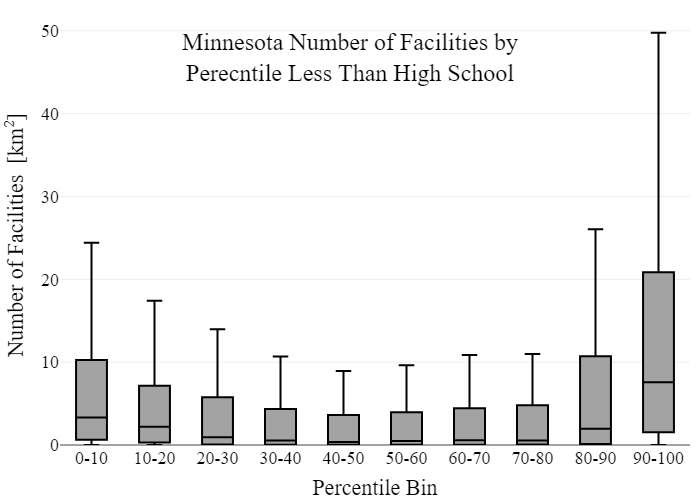 Minnesota Number of Facilities by
Perecntile Less Than High School
Number of Facilities [km²]
50
40
30
20
10
0
0-10 10-20 20-30 30-40 40-50 50-60 60-70 70-80 80-90 90-100
Percentile Bin